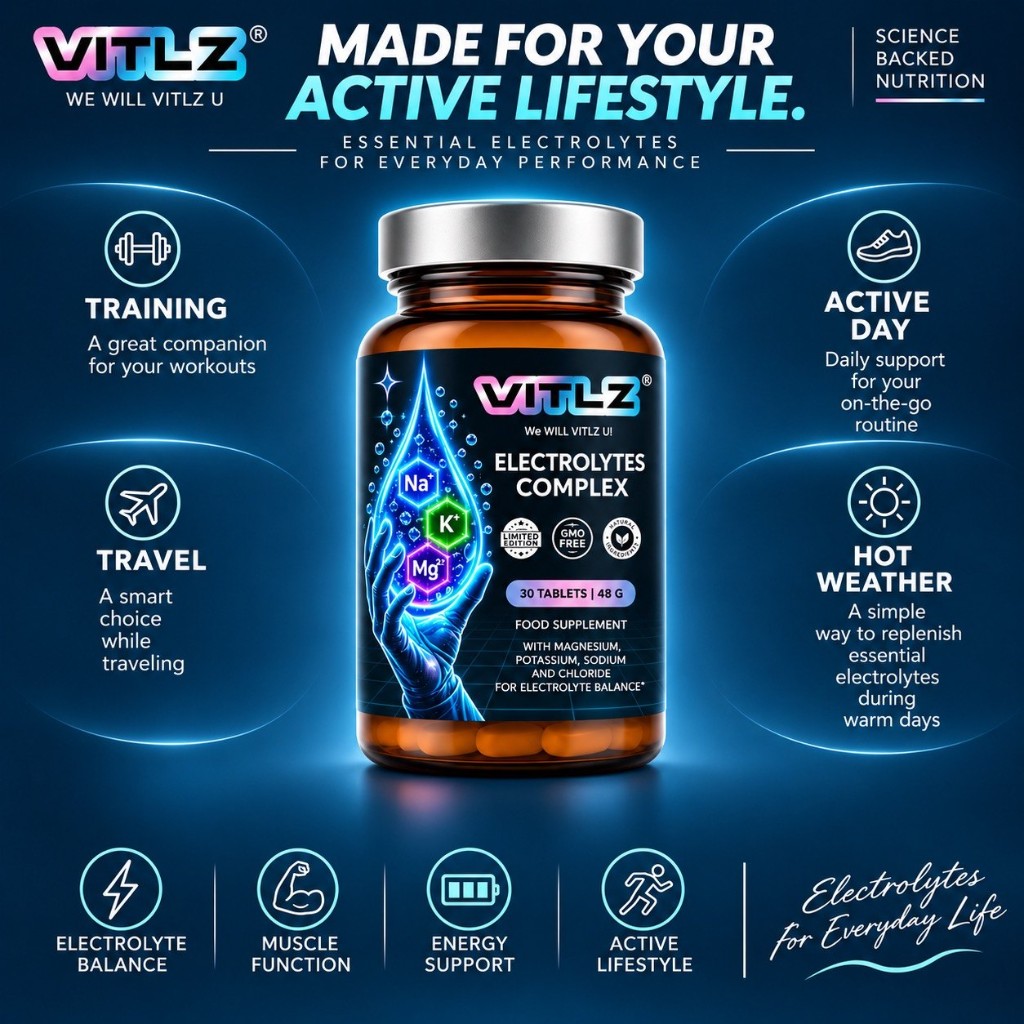 VITLZ®
WE WILL VITLZ U
MADE FOR YOUR
ACTIVE LIFESTYLE.
ESSENTIAL ELECTROLYTES
FOR EVERYDAY PERFORMANCE
SCIENCE
BACKED
NUTRITION
TRAINING
A great companion
for your workouts
TRAVEL
A smart
choice
while
traveling
VITLZ®
We WILL VITLZ U!
ELECTROLYTES
COMPLEX
Na⁺
K⁺
Mg²⁺
LIMITED
EDITION
GMO
FREE
NATURAL
INGREDIENTS
30 TABLETS | 48 G
FOOD SUPPLEMENT
WITH MAGNESIUM,
POTASSIUM, SODIUM
AND CHLORIDE
FOR ELECTROLYTE BALANCE*
ACTIVE
DAY
Daily support
for your
on-the-go
routine
HOT
WEATHER
A simple
way to replenish
essential
electrolytes
during
warm days
ELECTROLYTE
BALANCE
MUSCLE
FUNCTION
ENERGY
SUPPORT
ACTIVE
LIFESTYLE
Electrolytes
for Everyday Life